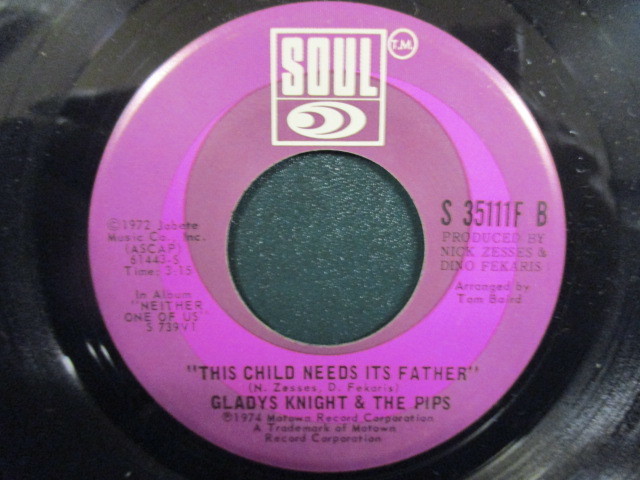 SOUL
T.M.
©1972 Jobete
Music Co., Inc.
(ASCAP)
61443-S
Time: 3:15
In Album
"NEITHER
ONE OF US"
S 739V1
S 35111F B
PRODUCED BY
NICK ZESSES &
DINO FEKARIS
Arranged by
Tom Baird
"THIS CHILD NEEDS ITS FATHER"
(N. Zesses, D. Fekaris)
GLADYS KNIGHT & THE PIPS
℗1974 Motown Record Corporation
A Trademark of Motown
Record Corporation